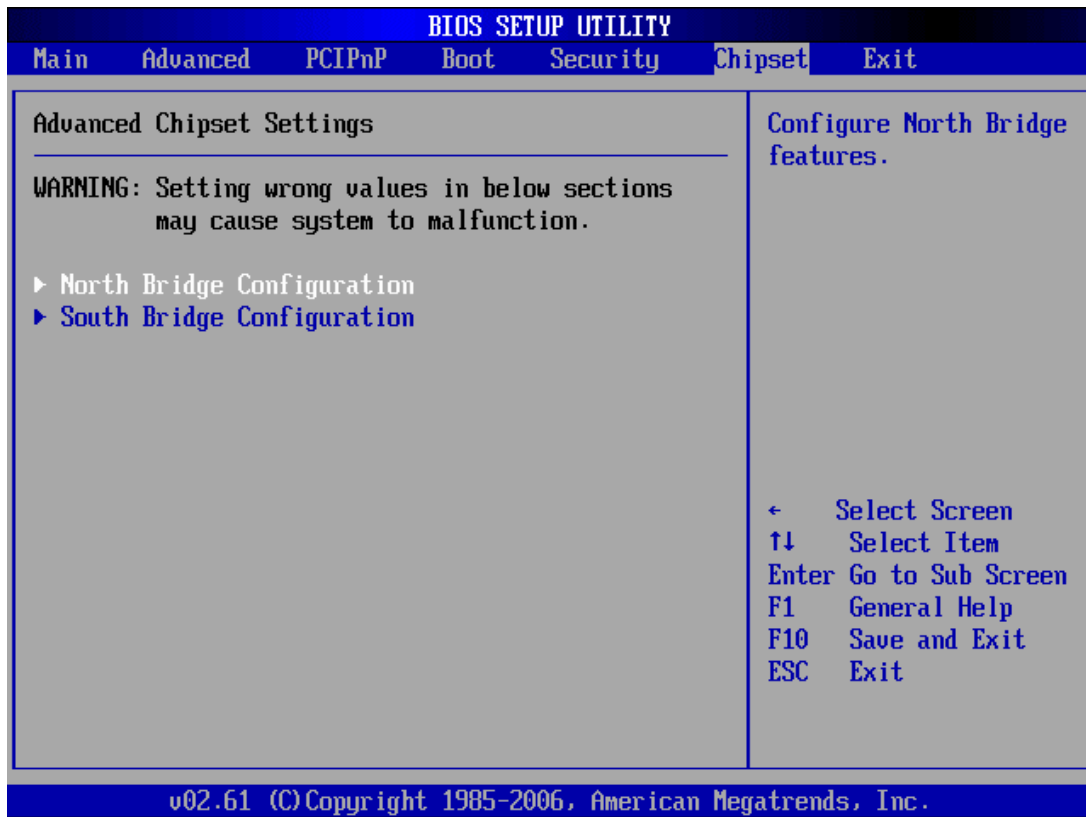 BIOS SETUP UTILITY
Main Advanced PCIPnP Boot Security Chipset Exit
Advanced Chipset Settings
WARNING: Setting wrong values in below sections
may cause system to malfunction.
▶ North Bridge Configuration
▶ South Bridge Configuration
Configure North Bridge
features.
← Select Screen
↑↓ Select Item
Enter Go to Sub Screen
F1 General Help
F10 Save and Exit
ESC Exit
v02.61 (C)Copyright 1985-2006, American Megatrends, Inc.